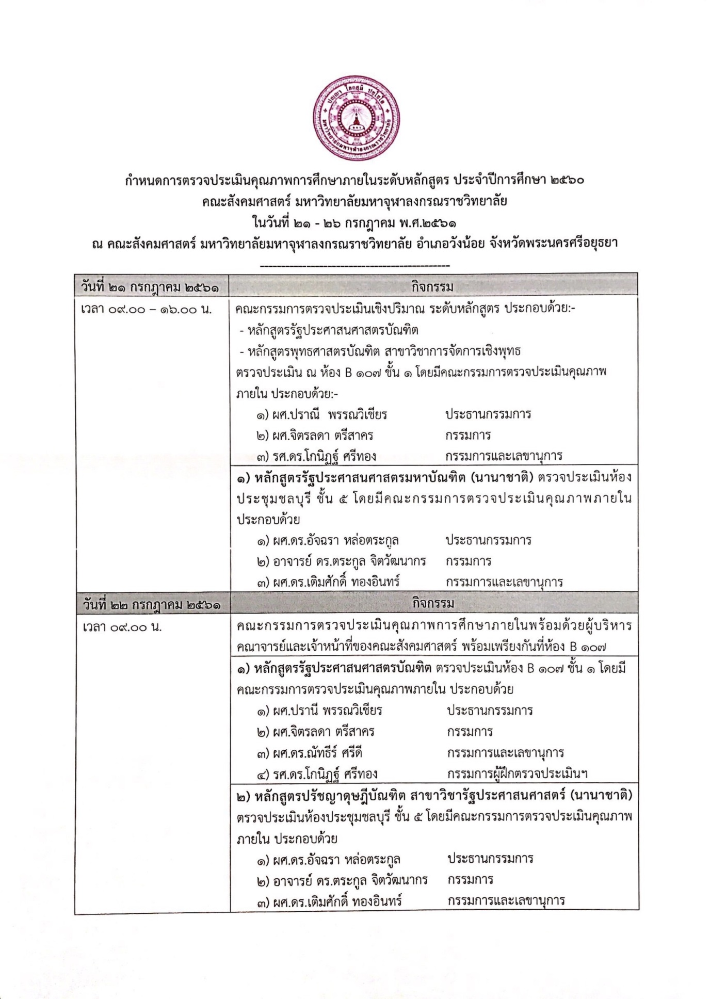 ปญฺญา โลกสฺมิ ปชฺโชโต
มหาวิทยาลัยมหาจุฬาลงกรณราชวิทยาลัย
กำหนดการตรวจประเมินคุณภาพการศึกษาภายในระดับหลักสูตร ประจำปีการศึกษา ๒๕๖๐
คณะสังคมศาสตร์ มหาวิทยาลัยมหาจุฬาลงกรณราชวิทยาลัย
ในวันที่ ๒๑ - ๒๖ กรกฎาคม พ.ศ.๒๕๖๑
ณ คณะสังคมศาสตร์ มหาวิทยาลัยมหาจุฬาลงกรณราชวิทยาลัย อำเภอวังน้อย จังหวัดพระนครศรีอยุธยา
วันที่ ๒๑ กรกฎาคม ๒๕๖๑ กิจกรรม
เวลา ๐๙.๐๐ – ๑๖.๐๐ น. คณะกรรมการตรวจประเมินเชิงปริมาณ ระดับหลักสูตร ประกอบด้วย:-
- หลักสูตรรัฐประศาสนศาสตรบัณฑิต
- หลักสูตรพุทธศาสตรบัณฑิต สาขาวิชาการจัดการเชิงพุทธ
ตรวจประเมิน ณ ห้อง B ๑๐๗ ชั้น ๑ โดยมีคณะกรรมการตรวจประเมินคุณภาพ
ภายใน ประกอบด้วย:-
๑) ผศ.ปราณี พรรณวิเชียร ประธานกรรมการ
๒) ผศ.จิตรลดา ตรีสาคร กรรมการ
๓) รศ.ดร.โกนิฏฐ์ ศรีทอง กรรมการและเลขานุการ
๑) หลักสูตรรัฐประศาสนศาสตรมหาบัณฑิต (นานาชาติ) ตรวจประเมินห้อง
ประชุมชลบุรี ชั้น ๕ โดยมีคณะกรรมการตรวจประเมินคุณภาพภายใน
ประกอบด้วย
๑) ผศ.ดร.อัจฉรา หล่อตระกูล ประธานกรรมการ
๒) อาจารย์ ดร.ตระกูล จิตวัฒนากร กรรมการ
๓) ผศ.ดร.เติมศักดิ์ ทองอินทร์ กรรมการและเลขานุการ
วันที่ ๒๒ กรกฎาคม ๒๕๖๑ กิจกรรม
เวลา ๐๙.๐๐ น. คณะกรรมการตรวจประเมินคุณภาพการศึกษาภายในพร้อมด้วยผู้บริหาร
คณาจารย์และเจ้าหน้าที่ของคณะสังคมศาสตร์ พร้อมเพรียงกันที่ห้อง B ๑๐๗
๑) หลักสูตรรัฐประศาสนศาสตรบัณฑิต ตรวจประเมินห้อง B ๑๐๗ ชั้น ๑ โดยมี
คณะกรรมการตรวจประเมินคุณภาพภายใน ประกอบด้วย
๑) ผศ.ปรานี พรรณวิเชียร ประธานกรรมการ
๒) ผศ.จิตรลดา ตรีสาคร กรรมการ
๓) ผศ.ดร.ณัทธีร์ ศรีดี กรรมการและเลขานุการ
๔) รศ.ดร.โกนิฏฐ์ ศรีทอง กรรมการผู้ฝึกตรวจประเมินฯ
๒) หลักสูตรปรัชญาดุษฎีบัณฑิต สาขาวิชารัฐประศาสนศาสตร์ (นานาชาติ)
ตรวจประเมินห้องประชุมชลบุรี ชั้น ๕ โดยมีคณะกรรมการตรวจประเมินคุณภาพ
ภายใน ประกอบด้วย
๑) ผศ.ดร.อัจฉรา หล่อตระกูล ประธานกรรมการ
๒) อาจารย์ ดร.ตระกูล จิตวัฒนากร กรรมการ
๓) ผศ.ดร.เติมศักดิ์ ทองอินทร์ กรรมการและเลขานุการ